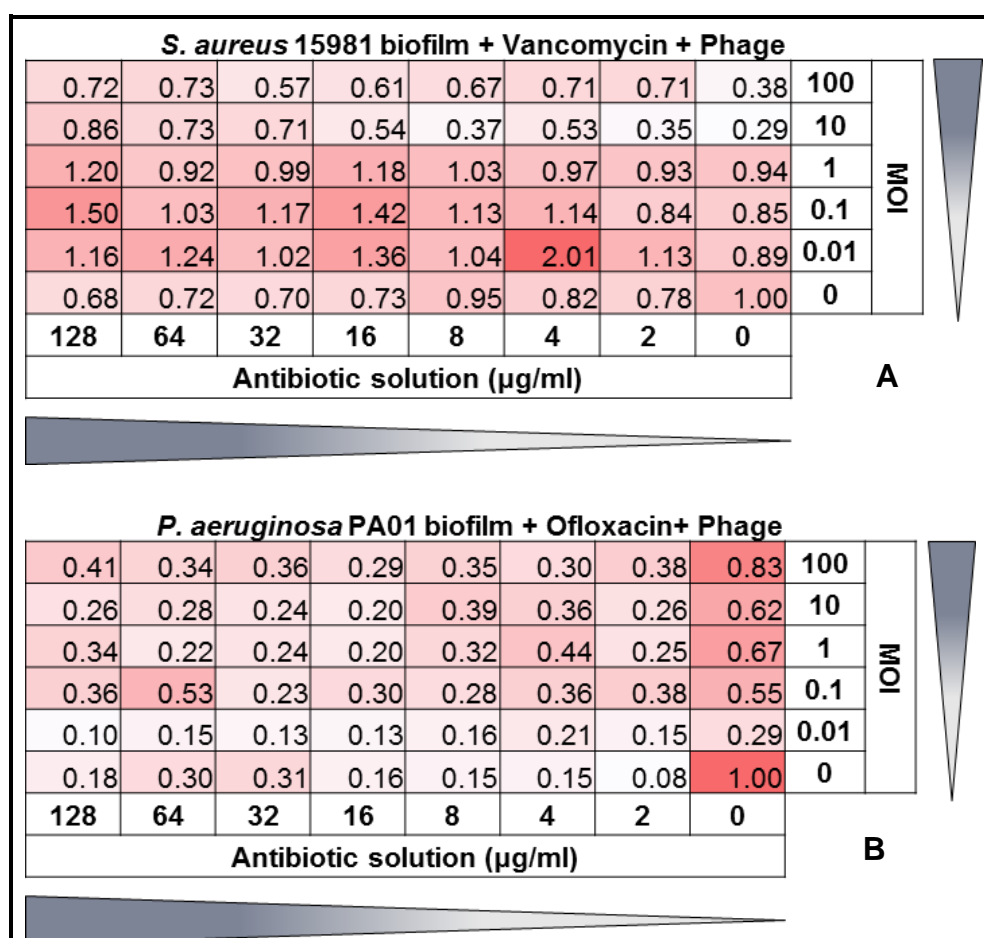 S. aureus 15981 biofilm + Vancomycin + Phage
0.72 0.73 0.57 0.61 0.67 0.71 0.71 0.38 100
0.86 0.73 0.71 0.54 0.37 0.53 0.35 0.29 10
1.20 0.92 0.99 1.18 1.03 0.97 0.93 0.94 1
1.50 1.03 1.17 1.42 1.13 1.14 0.84 0.85 0.1
1.16 1.24 1.02 1.36 1.04 2.01 1.13 0.89 0.01
0.68 0.72 0.70 0.73 0.95 0.82 0.78 1.00 0
MOI
128 64 32 16 8 4 2 0
Antibiotic solution (µg/ml)
A
P. aeruginosa PA01 biofilm + Ofloxacin+ Phage
0.41 0.34 0.36 0.29 0.35 0.30 0.38 0.83 100
0.26 0.28 0.24 0.20 0.39 0.36 0.26 0.62 10
0.34 0.22 0.24 0.20 0.32 0.44 0.25 0.67 1
0.36 0.53 0.23 0.30 0.28 0.36 0.38 0.55 0.1
0.10 0.15 0.13 0.13 0.16 0.21 0.15 0.29 0.01
0.18 0.30 0.31 0.16 0.15 0.15 0.08 1.00 0
MOI
128 64 32 16 8 4 2 0
Antibiotic solution (µg/ml)
B